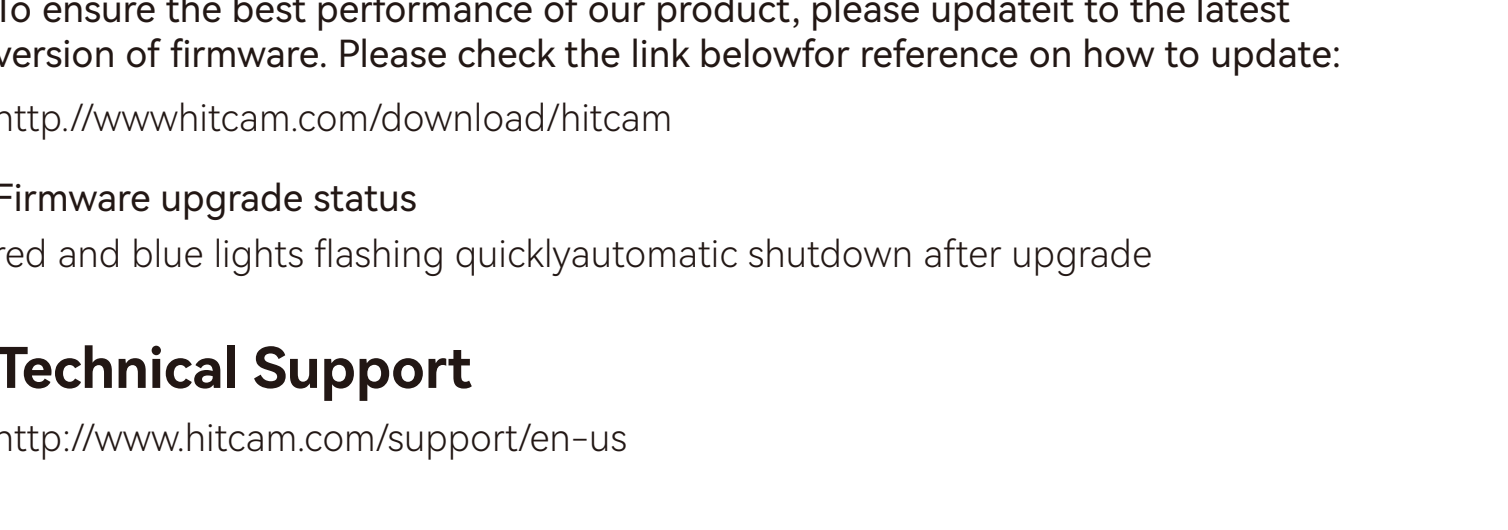 To ensure the best performance of our product, please updateit to the latest
version of firmware. Please check the link belowfor reference on how to update:
http.//wwwhitcam.com/download/hitcam
Firmware upgrade status
red and blue lights flashing quicklyautomatic shutdown after upgrade
Technical Support
http://www.hitcam.com/support/en-us